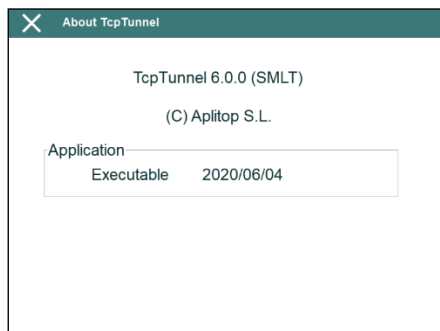 About TcpTunnel
TcpTunnel 6.0.0 (SMLT)
(C) Aplitop S.L.
Application
Executable 2020/06/04